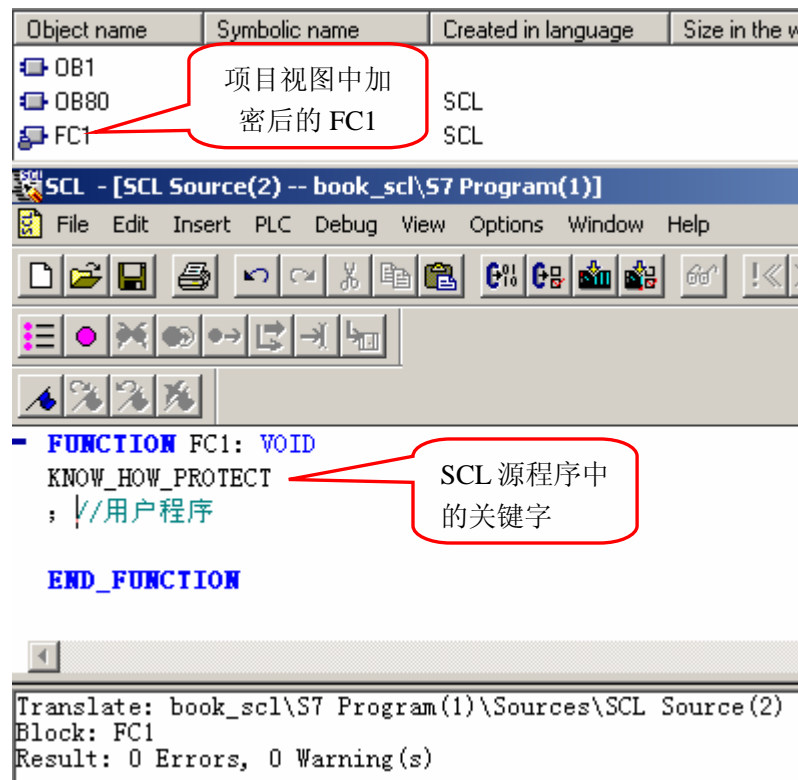 Object name Symbolic name Created in language Size in the w
OB1
OB80 SCL
FC1 SCL
项目视图中加
密后的 FC1
SCL - [SCL Source(2) -- book_scl\S7 Program(1)]
File Edit Insert PLC Debug View Options Window Help
FUNCTION FC1: VOID
KNOW_HOW_PROTECT
; //用户程序
END_FUNCTION
SCL 源程序中
的关键字
Translate: book_scl\S7 Program(1)\Sources\SCL Source(2)
Block: FC1
Result: 0 Errors, 0 Warning(s)